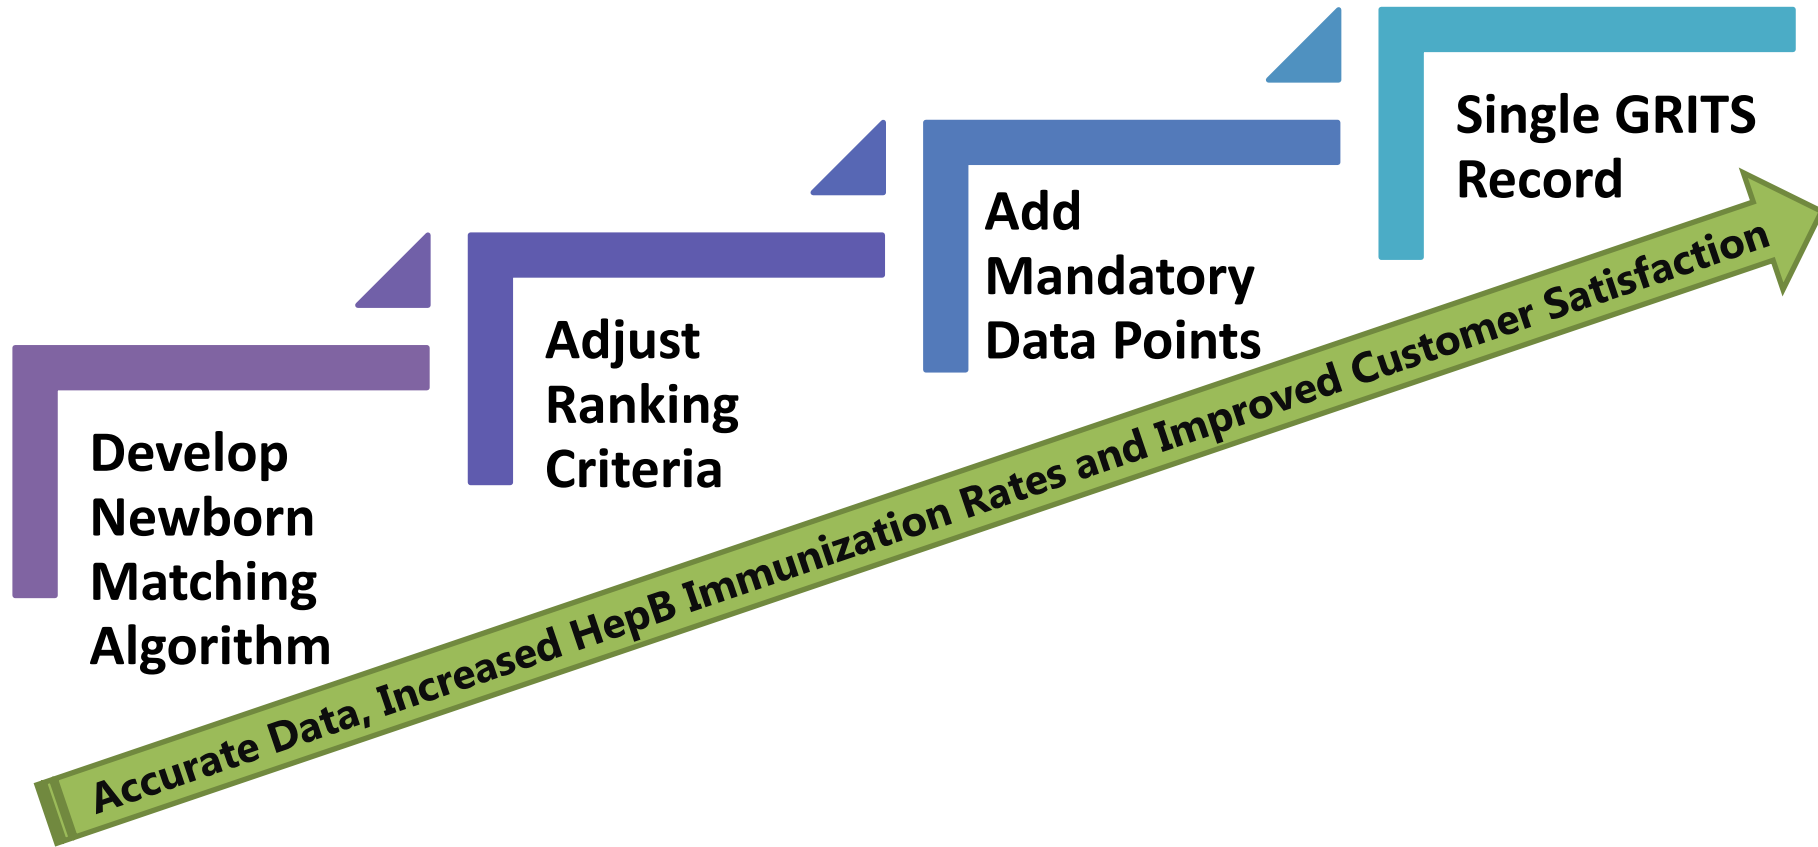 Develop
Newborn
Matching
Algorithm
Adjust
Ranking
Criteria
Add
Mandatory
Data Points
Single GRITS
Record
Accurate Data, Increased HepB Immunization Rates and Improved Customer Satisfaction